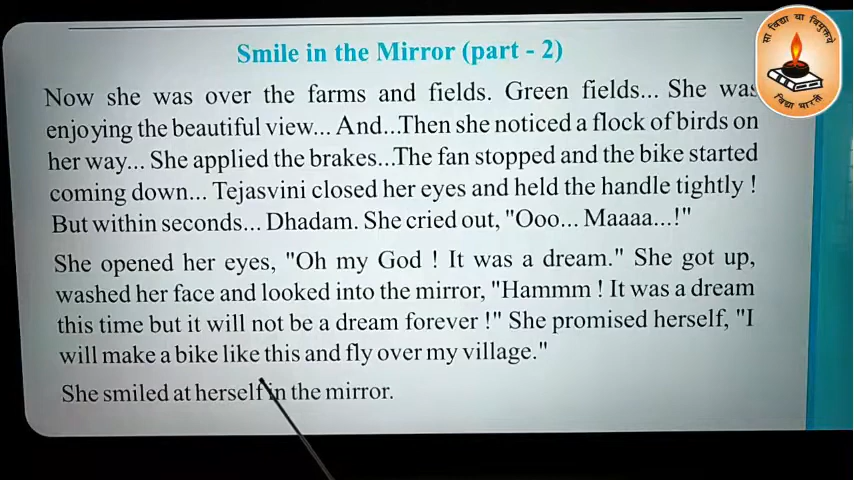 Smile in the Mirror (part - 2)
Now she was over the farms and fields. Green fields... She was
enjoying the beautiful view... And...Then she noticed a flock of birds on
her way... She applied the brakes...The fan stopped and the bike started
coming down... Tejasvini closed her eyes and held the handle tightly !
But within seconds... Dhadam. She cried out, "Ooo... Maaaa...!"
She opened her eyes, "Oh my God ! It was a dream." She got up,
washed her face and looked into the mirror, "Hammm ! It was a dream
this time but it will not be a dream forever !" She promised herself, "I
will make a bike like this and fly over my village."
She smiled at herself in the mirror.
सा विद्या या विमुक्तये
विद्या भारती